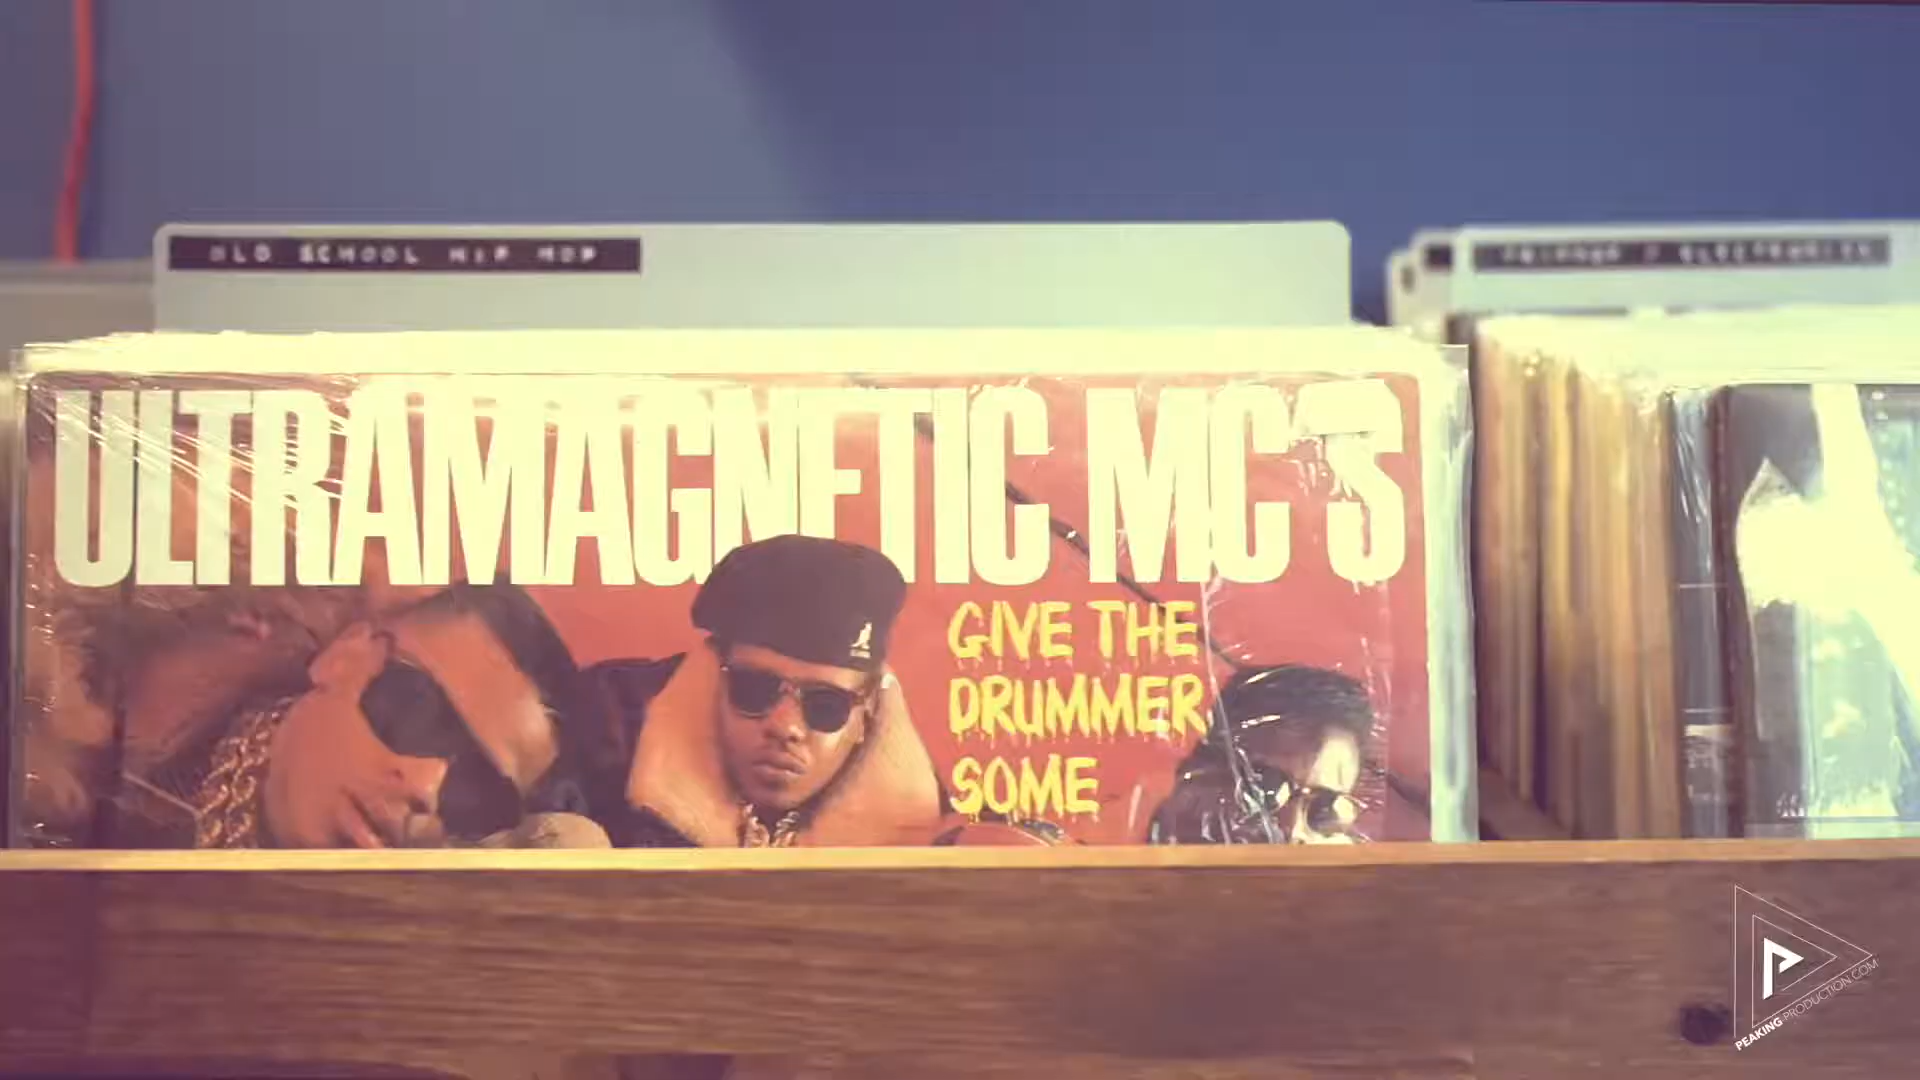 OLD SCHOOL HIP HOP
ULTRAMAGNETIC MC'S
GIVE THE
DRUMMER
SOME
PEAKING PRODUCTION.COM